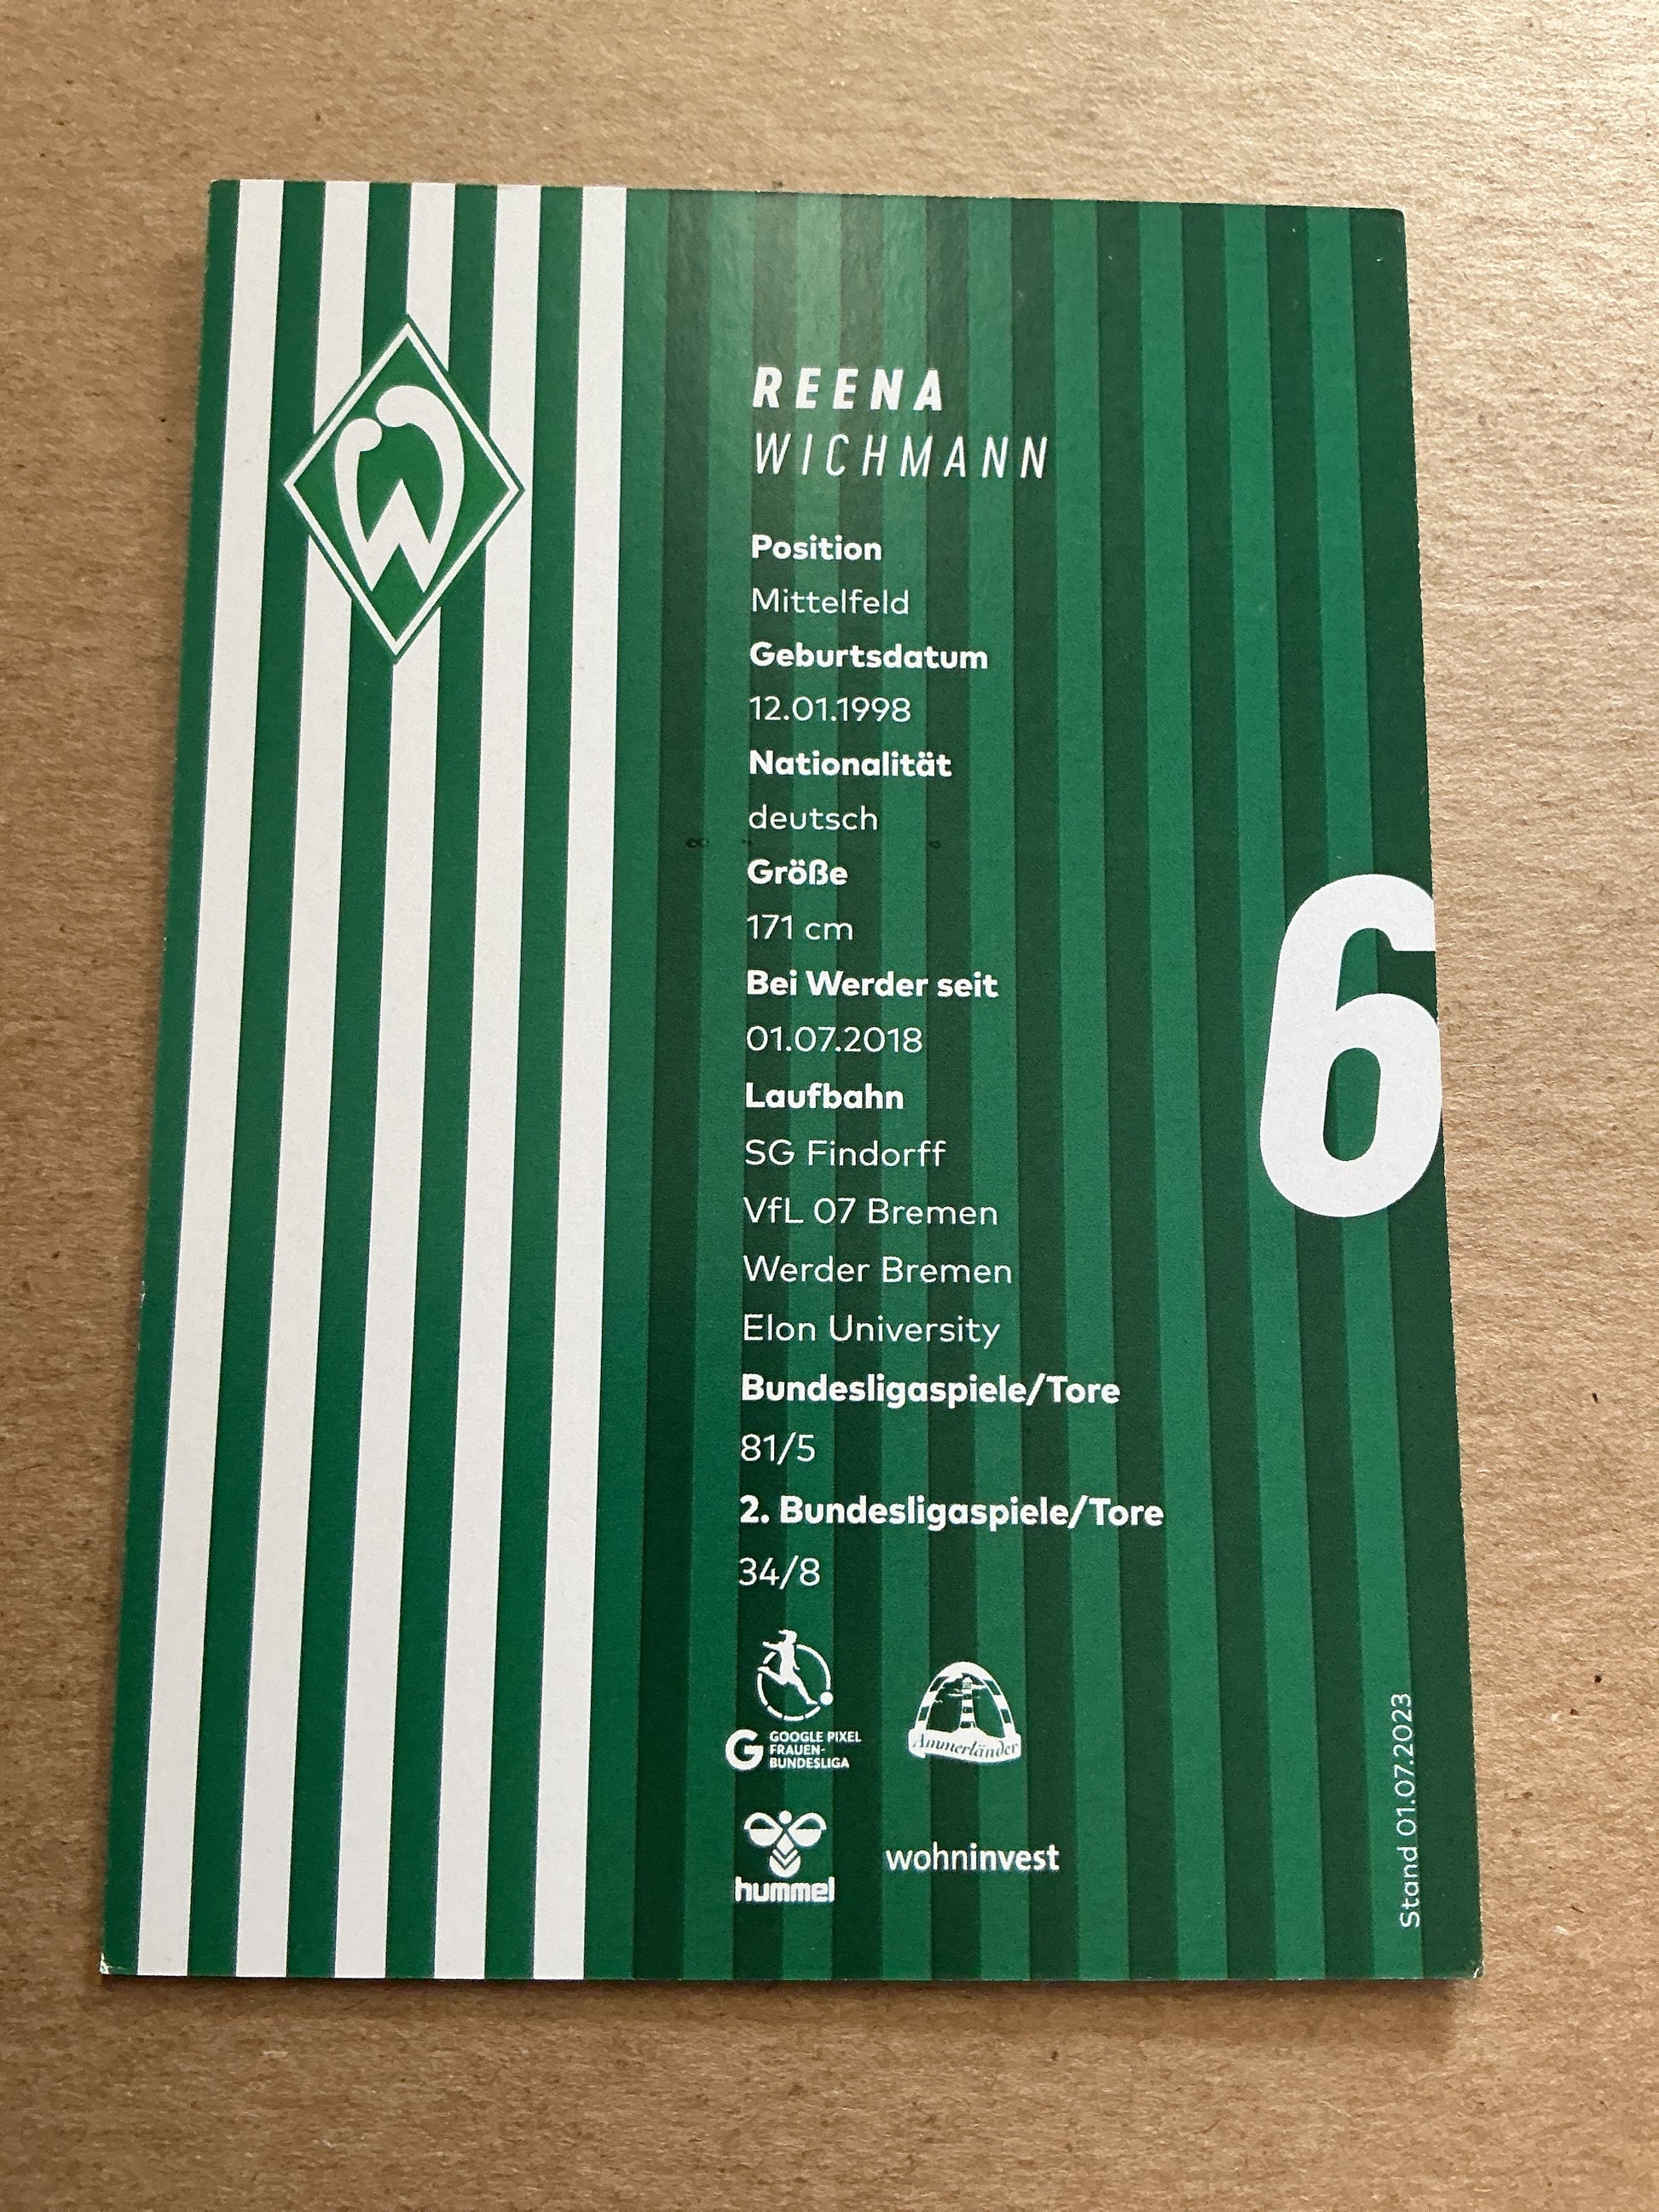 REENA
WICHMANN
Position
Mittelfeld
Geburtsdatum
12.01.1998
Nationalität
deutsch
Größe
171 cm
Bei Werder seit
01.07.2018
Laufbahn
SG Findorff
VfL 07 Bremen
Werder Bremen
Elon University
Bundesligaspiele/Tore
81/5
2. Bundesligaspiele/Tore
34/8
6
G GOOGLE PIXEL
FRAUEN-
BUNDESLIGA
Ammerländer
hummel
wohninvest
Stand 01.07.2023
W